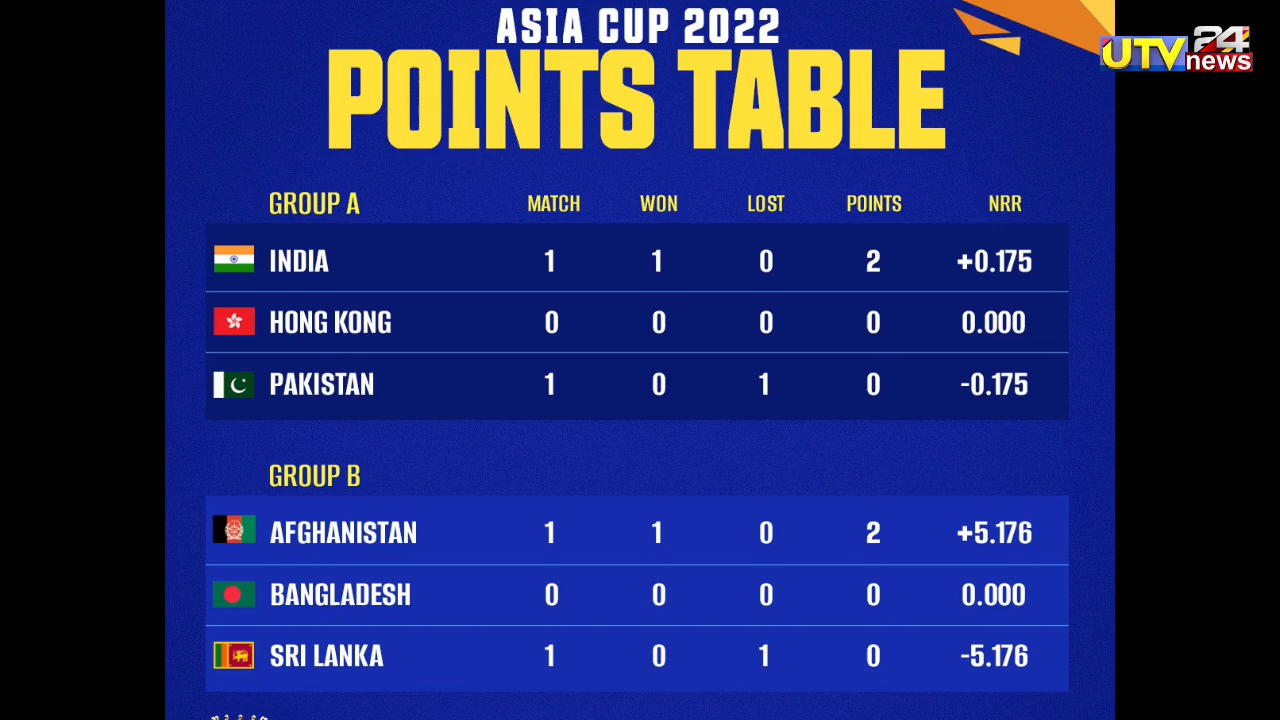 ASIA CUP 2022
POINTS TABLE
UTV 24 news
GROUP A MATCH WON LOST POINTS NRR
INDIA 1 1 0 2 +0.175
HONG KONG 0 0 0 0 0.000
PAKISTAN 1 0 1 0 -0.175
GROUP B
AFGHANISTAN 1 1 0 2 +5.176
BANGLADESH 0 0 0 0 0.000
SRI LANKA 1 0 1 0 -5.176